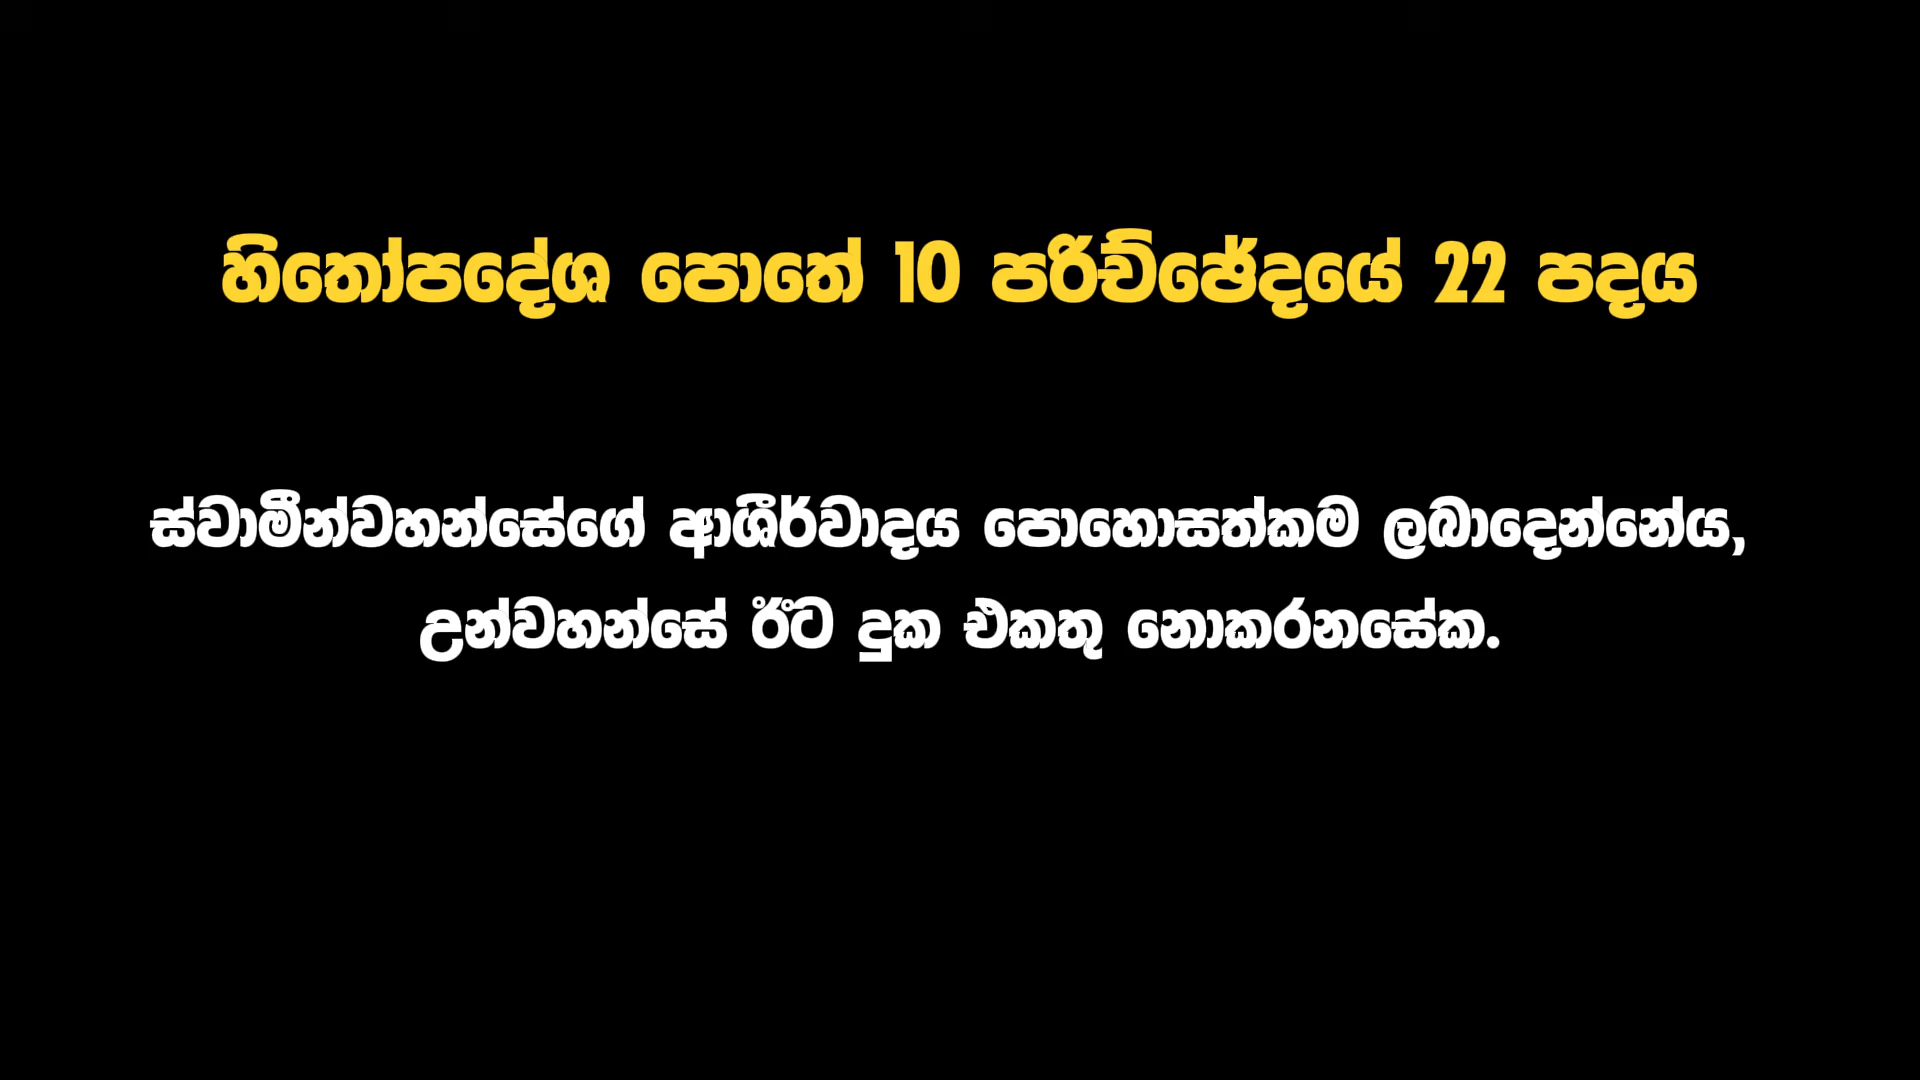 හිතෝපදේශ පොතේ 10 පරිච්ඡේදයේ 22 පදය
ස්වාමීන්වහන්සේගේ ආශීර්වාදය පොහොසත්කම ලබාදෙන්නේය,
උන්වහන්සේ ඊට දුක එකතු නොකරනසේක.